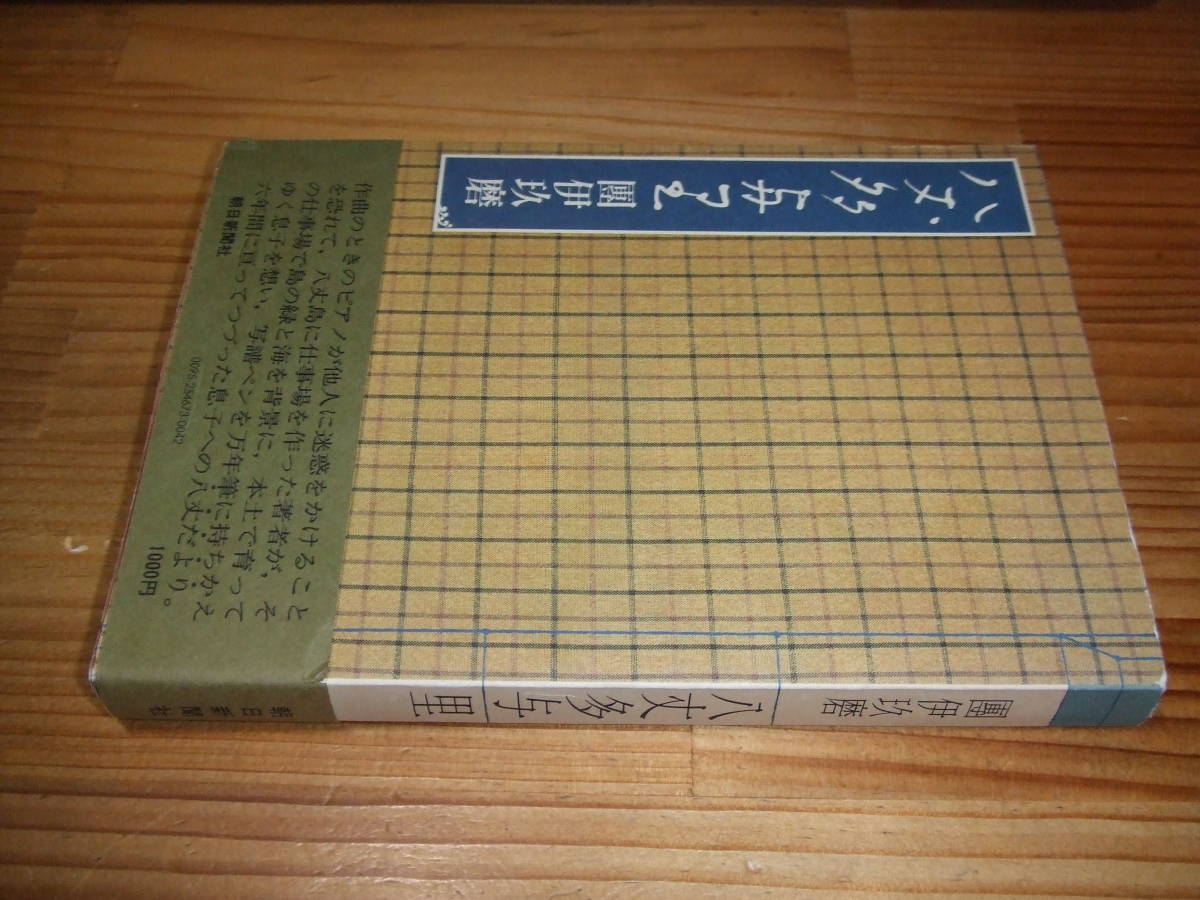 八丈多与里
團伊玖磨
作曲のときのピアノが他人に迷惑をかけること
を恐れて、八丈島に仕事場を作った著者が、そ
の仕事場で島の緑と海を背景に、本土で育って
ゆく息子を想い、写譜ペンを万年筆に持ちかえ
六年間に亘ってつづった息子への八丈だより。
朝日新聞社
0095-254673-0042
1000円
團伊玖磨
八丈多与里
朝日新聞社